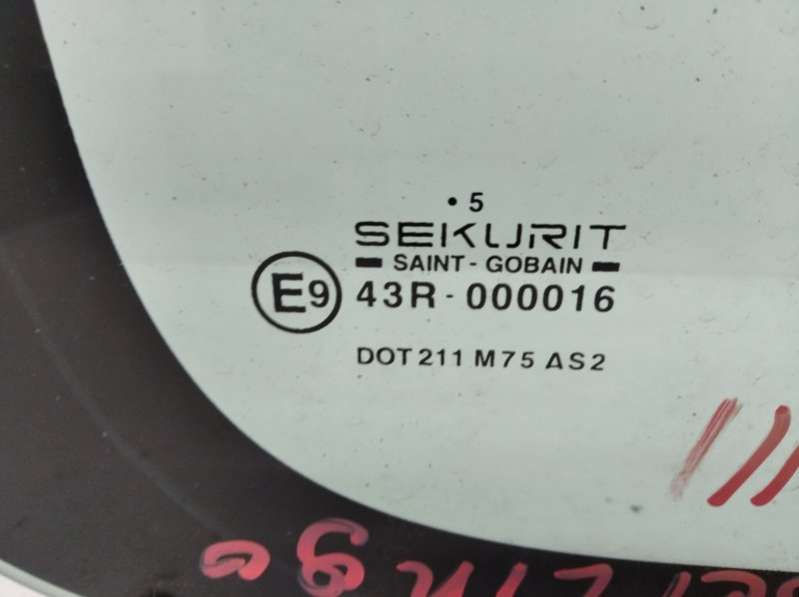 • 5
SEKURIT
SAINT - GOBAIN
E9 43R - 000016
DOT 211 M75 AS2